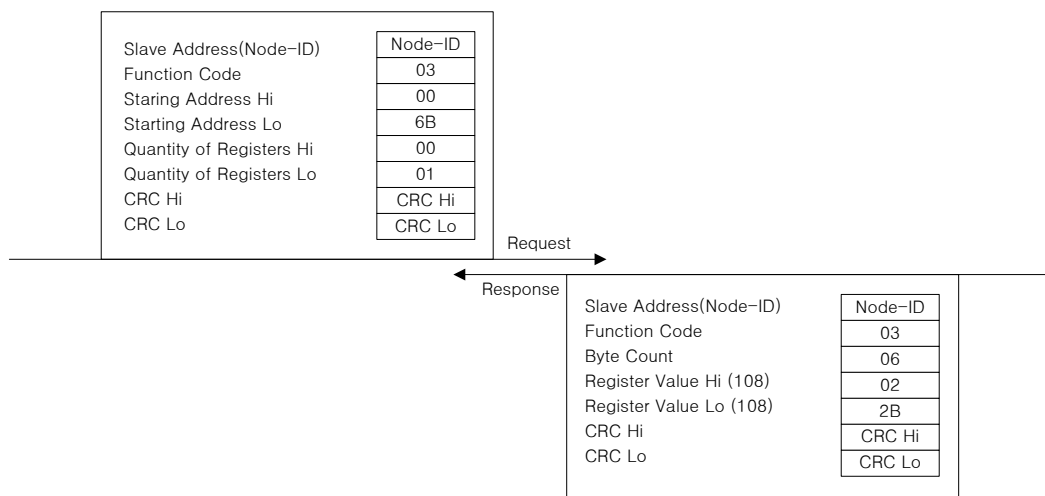 Slave Address(Node-ID) Node-ID
Function Code 03
Staring Address Hi 00
Starting Address Lo 6B
Quantity of Registers Hi 00
Quantity of Registers Lo 01
CRC Hi CRC Hi
CRC Lo CRC Lo
Request
Response
Slave Address(Node-ID) Node-ID
Function Code 03
Byte Count 06
Register Value Hi (108) 02
Register Value Lo (108) 2B
CRC Hi CRC Hi
CRC Lo CRC Lo